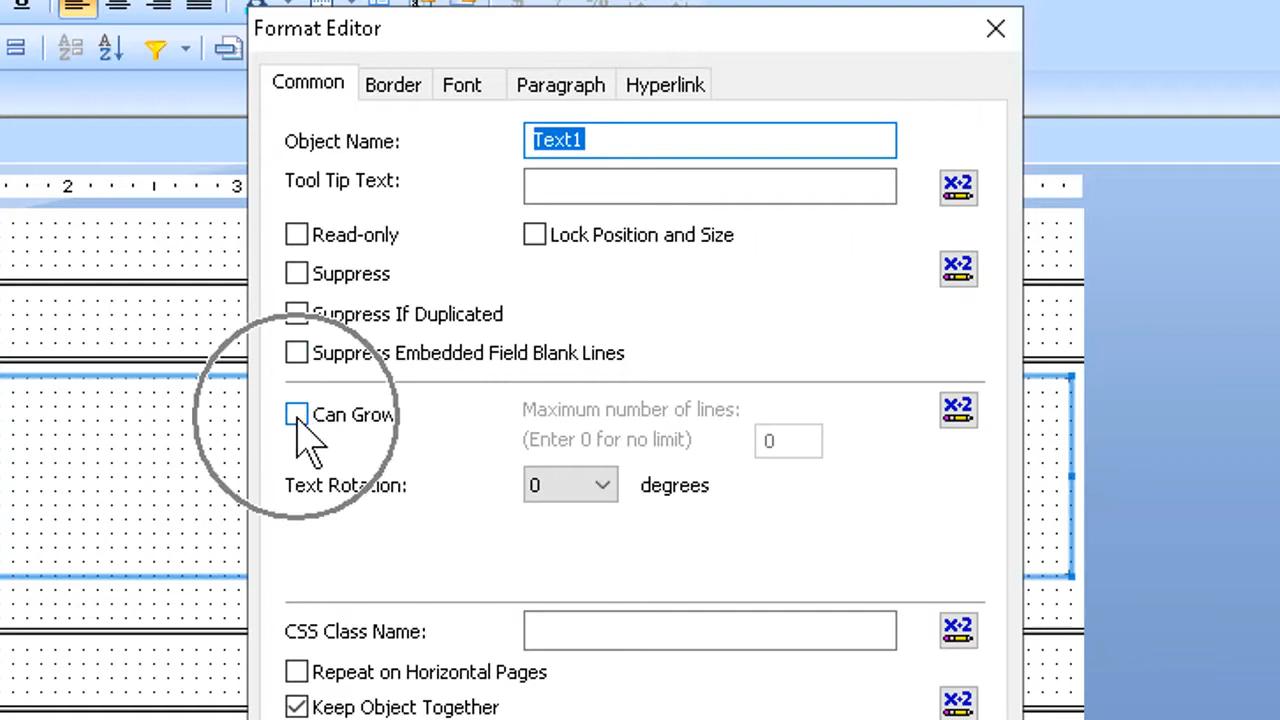 Format Editor
Common Border Font Paragraph Hyperlink
Object Name: Text1
Tool Tip Text:
2 3
Read-only Lock Position and Size
Suppress
Suppress If Duplicated
Suppress Embedded Field Blank Lines
Can Grow Maximum number of lines:
(Enter 0 for no limit) 0
Text Rotation: 0 degrees
CSS Class Name:
Repeat on Horizontal Pages
Keep Object Together